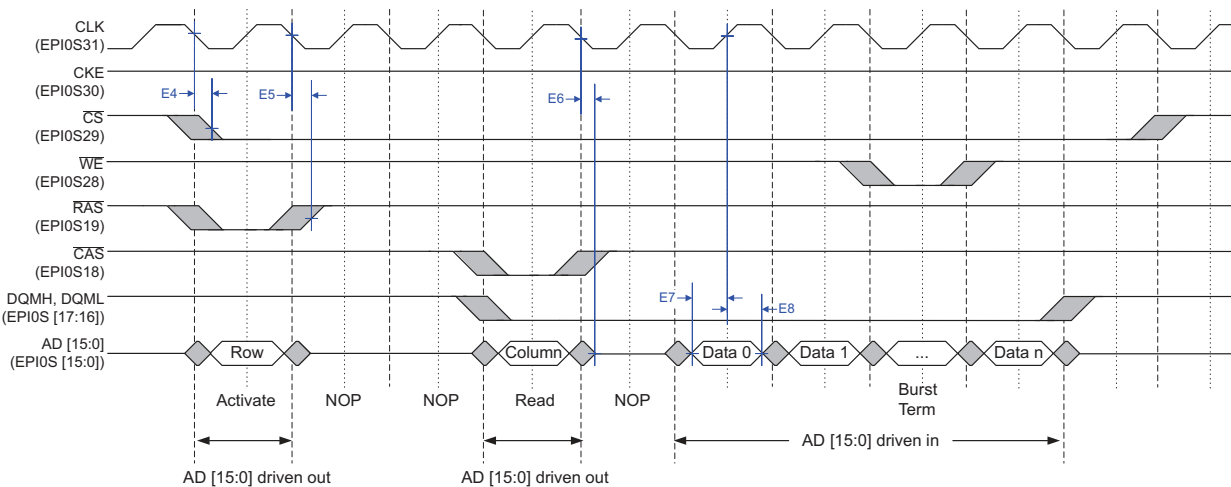 CLK
(EPI0S31)
CKE
(EPI0S30)
E4
E5
E6
CS
(EPI0S29)
WE
(EPI0S28)
RAS
(EPI0S19)
CAS
(EPI0S18)
DQMH, DQML
(EPI0S [17:16])
E7
E8
AD [15:0]
(EPI0S [15:0])
Row
Column
Data 0
Data 1
...
Data n
Activate
NOP
NOP
Read
NOP
Burst
Term
AD [15:0] driven in
AD [15:0] driven out
AD [15:0] driven out